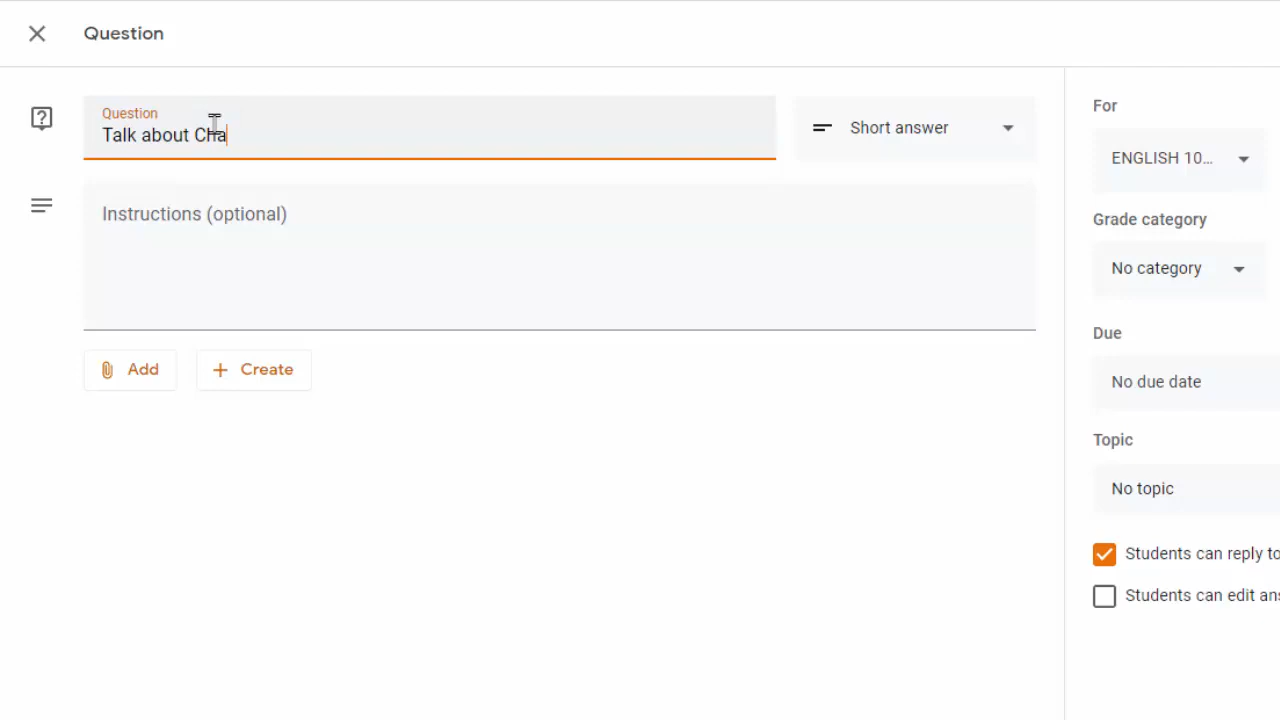 Question
Question
Talk about Cha
Short answer
Instructions (optional)
Add
Create
For
ENGLISH 10...
Grade category
No category
Due
No due date
Topic
No topic
Students can reply to
Students can edit ans